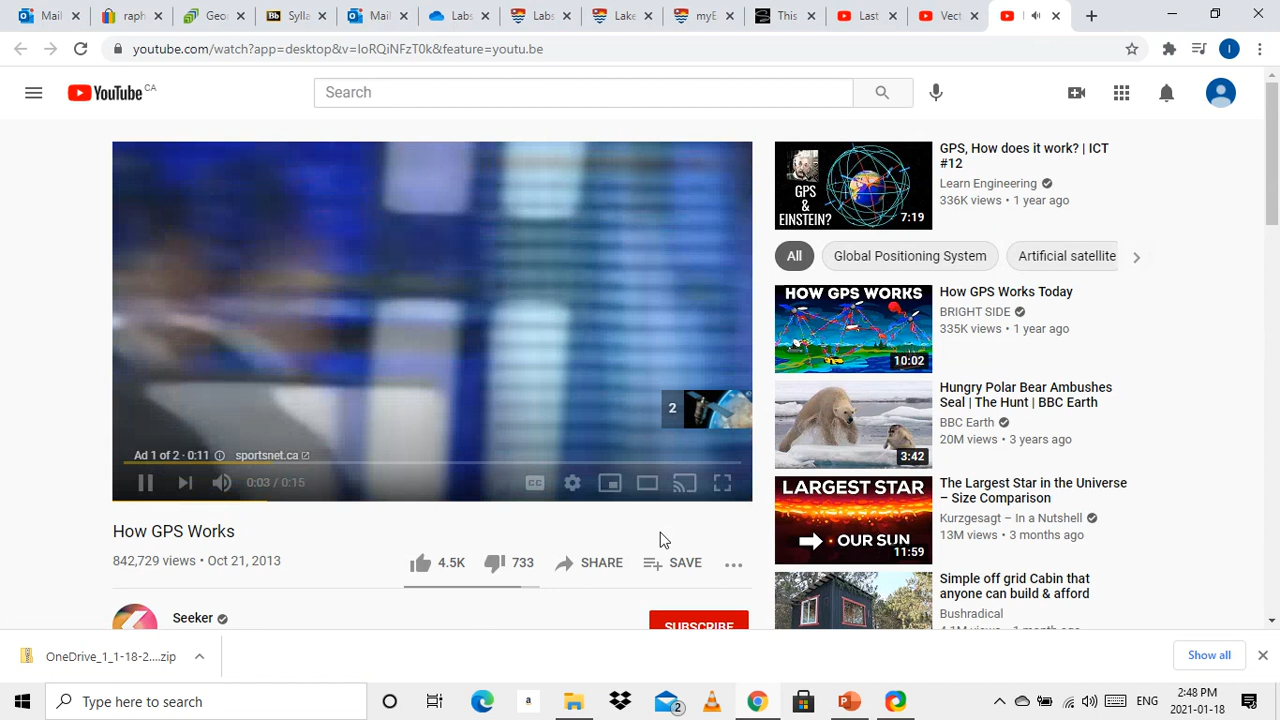 Mail
raph
Geo
Sp
Mail
Labs
Labs
Lake
myE
This
Last
Vect
youtube.com/watch?app=desktop&v=IoRQiNFzT0k&feature=youtu.be
YouTube CA
Search
2
Ad 1 of 2 · 0:11 sportsnet.ca
0:03 / 0:15
CC
How GPS Works
842,729 views • Oct 21, 2013
4.5K 733 SHARE SAVE
Seeker
SUBSCRIBE
GPS & EINSTEIN?
7:19
GPS, How does it work? | ICT
#12
Learn Engineering
336K views • 1 year ago
All Global Positioning System Artificial satellite
HOW GPS WORKS
10:02
How GPS Works Today
BRIGHT SIDE
335K views • 1 year ago
3:42
Hungry Polar Bear Ambushes
Seal | The Hunt | BBC Earth
BBC Earth
20M views • 3 years ago
LARGEST STAR
OUR SUN
11:59
The Largest Star in the Universe
– Size Comparison
Kurzgesagt – In a Nutshell
13M views • 3 months ago
Simple off grid Cabin that
anyone can build & afford
Bushradical
OneDrive_1_1-18-2....zip
Show all
Type here to search
a
2
ENG
2:48 PM
2021-01-18